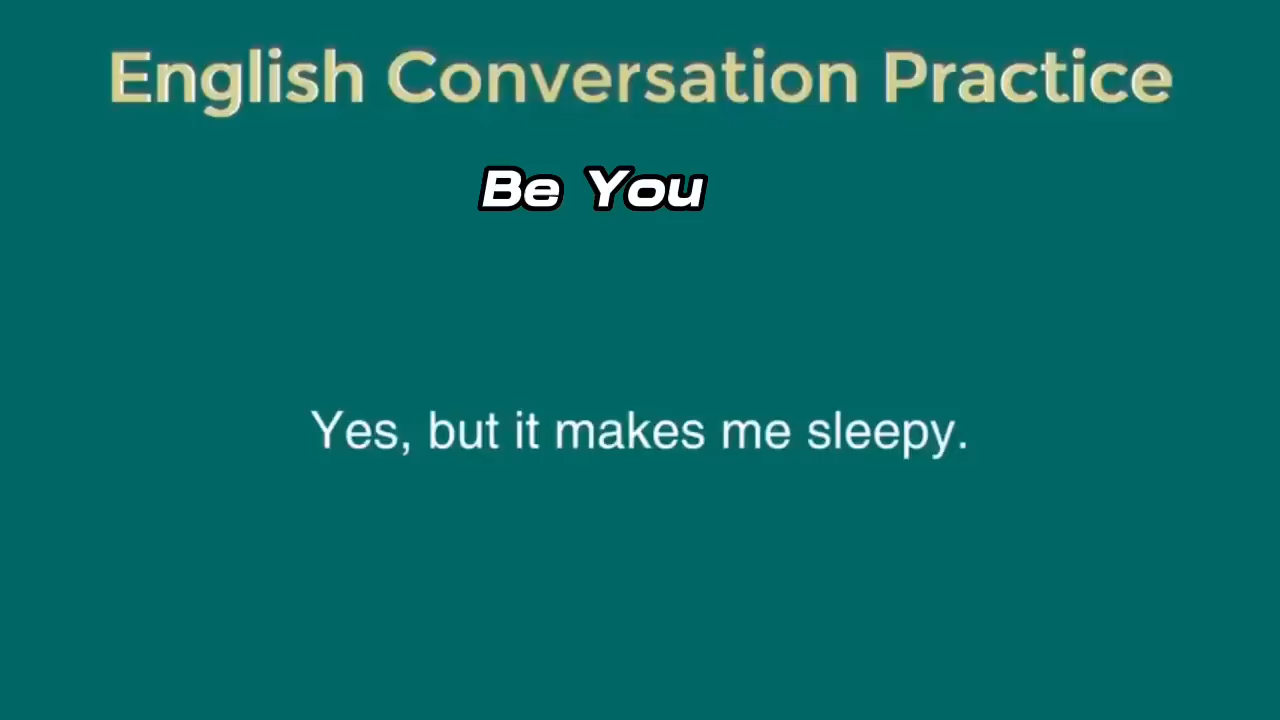 English Conversation Practice
Be You
Yes, but it makes me sleepy.